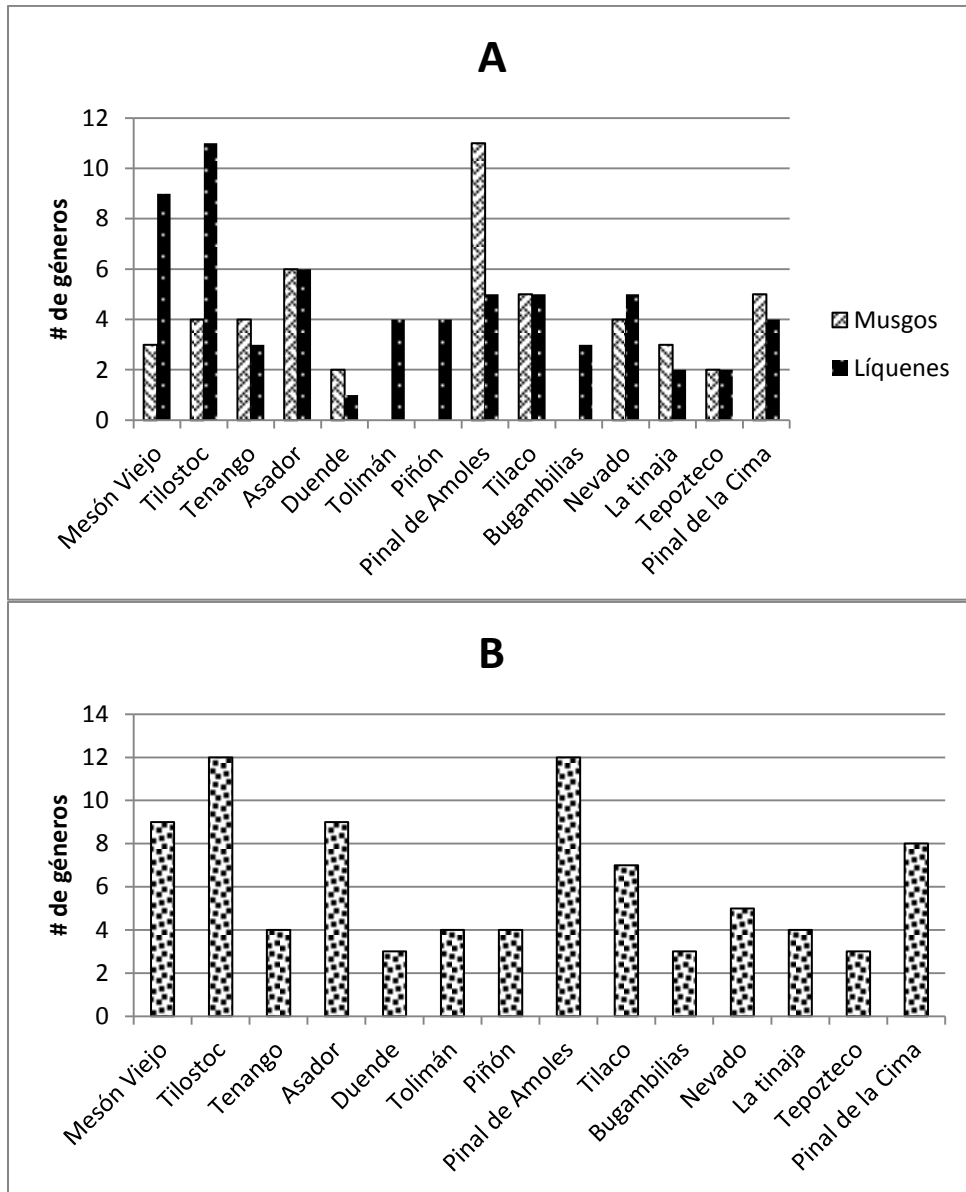 A
# de géneros
12
10
8
6
4
2
0
Mesón Viejo
Tilostoc
Tenango
Asador
Duende
Tolimán
Piñón
Pinal de Amoles
Tilaco
Bugambilias
Nevado
La tinaja
Tepozteco
Pinal de la Cima
Musgos
Líquenes
B
# de géneros
14
12
10
8
6
4
2
0
Mesón Viejo
Tilostoc
Tenango
Asador
Duende
Tolimán
Piñón
Pinal de Amoles
Tilaco
Bugambilias
Nevado
La tinaja
Tepozteco
Pinal de la Cima